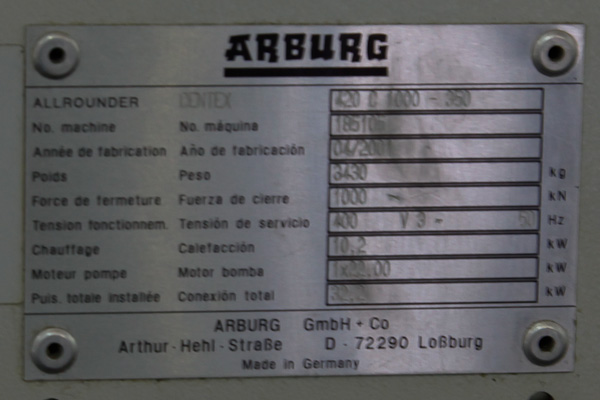 ARBURG
ALLROUNDER DENTEX 420 C 1000 - 350
No. machine No. máquina
Année de fabrication Año de fabricación 04/2001
Poids Peso 3430 kg
Force de fermeture Fuerza de cierre 1000 kN
Tension fonctionnem. Tensión de servicio 400 V 3 ~ Hz
Chauffage Calefacción 10,2 kW
Moteur pompe Motor bomba 1x22,00 kW
Puis. totale installée Conexión total kW
ARBURG GmbH + Co
Arthur - Hehl - Straße D - 72290 Loßburg
Made in Germany